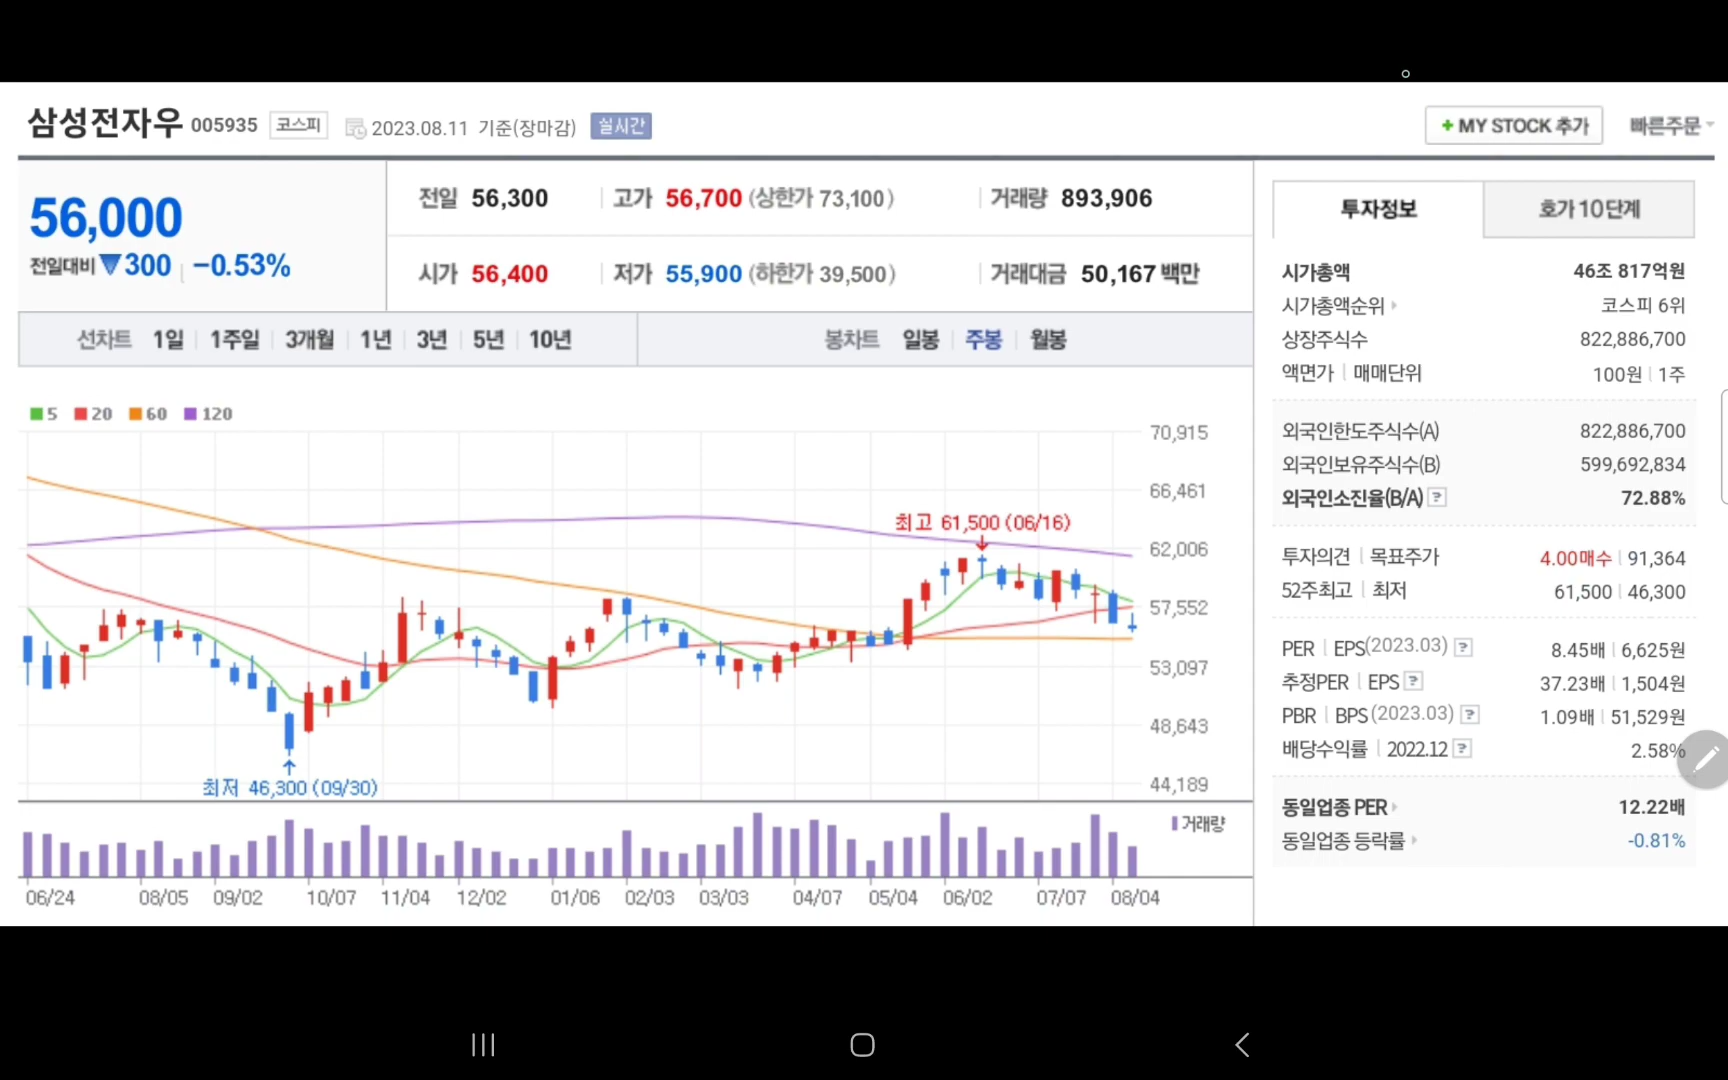 삼성전자우 005935 코스피 2023.08.11 기준(장마감) 실시간
+ MY STOCK 추가 빠른주문
56,000
전일대비 ▼300 -0.53%
전일 56,300 고가 56,700 (상한가 73,100) 거래량 893,906
시가 56,400 저가 55,900 (하한가 39,500) 거래대금 50,167 백만
선차트 1일 1주일 3개월 1년 3년 5년 10년 봉차트 일봉 주봉 월봉
5 20 60 120
70,915
66,461
최고 61,500 (06/16)
62,006
57,552
53,097
48,643
최저 46,300 (09/30)
44,189
거래량
06/24 08/05 09/02 10/07 11/04 12/02 01/06 02/03 03/03 04/07 05/04 06/02 07/07 08/04
투자정보 호가 10단계
시가총액 46조 817억원
시가총액순위 코스피 6위
상장주식수 822,886,700
액면가 매매단위 100원 1주
외국인한도주식수(A) 822,886,700
외국인보유주식수(B) 599,692,834
외국인소진율(B/A) ? 72.88%
투자의견 목표주가 4.00매수 91,364
52주최고 최저 61,500 46,300
PER EPS(2023.03) ? 8.45배 6,625원
추정PER EPS ? 37.23배 1,504원
PBR BPS(2023.03) ? 1.09배 51,529원
배당수익률 2022.12 ? 2.58%
동일업종 PER 12.22배
동일업종 등락률 -0.81%